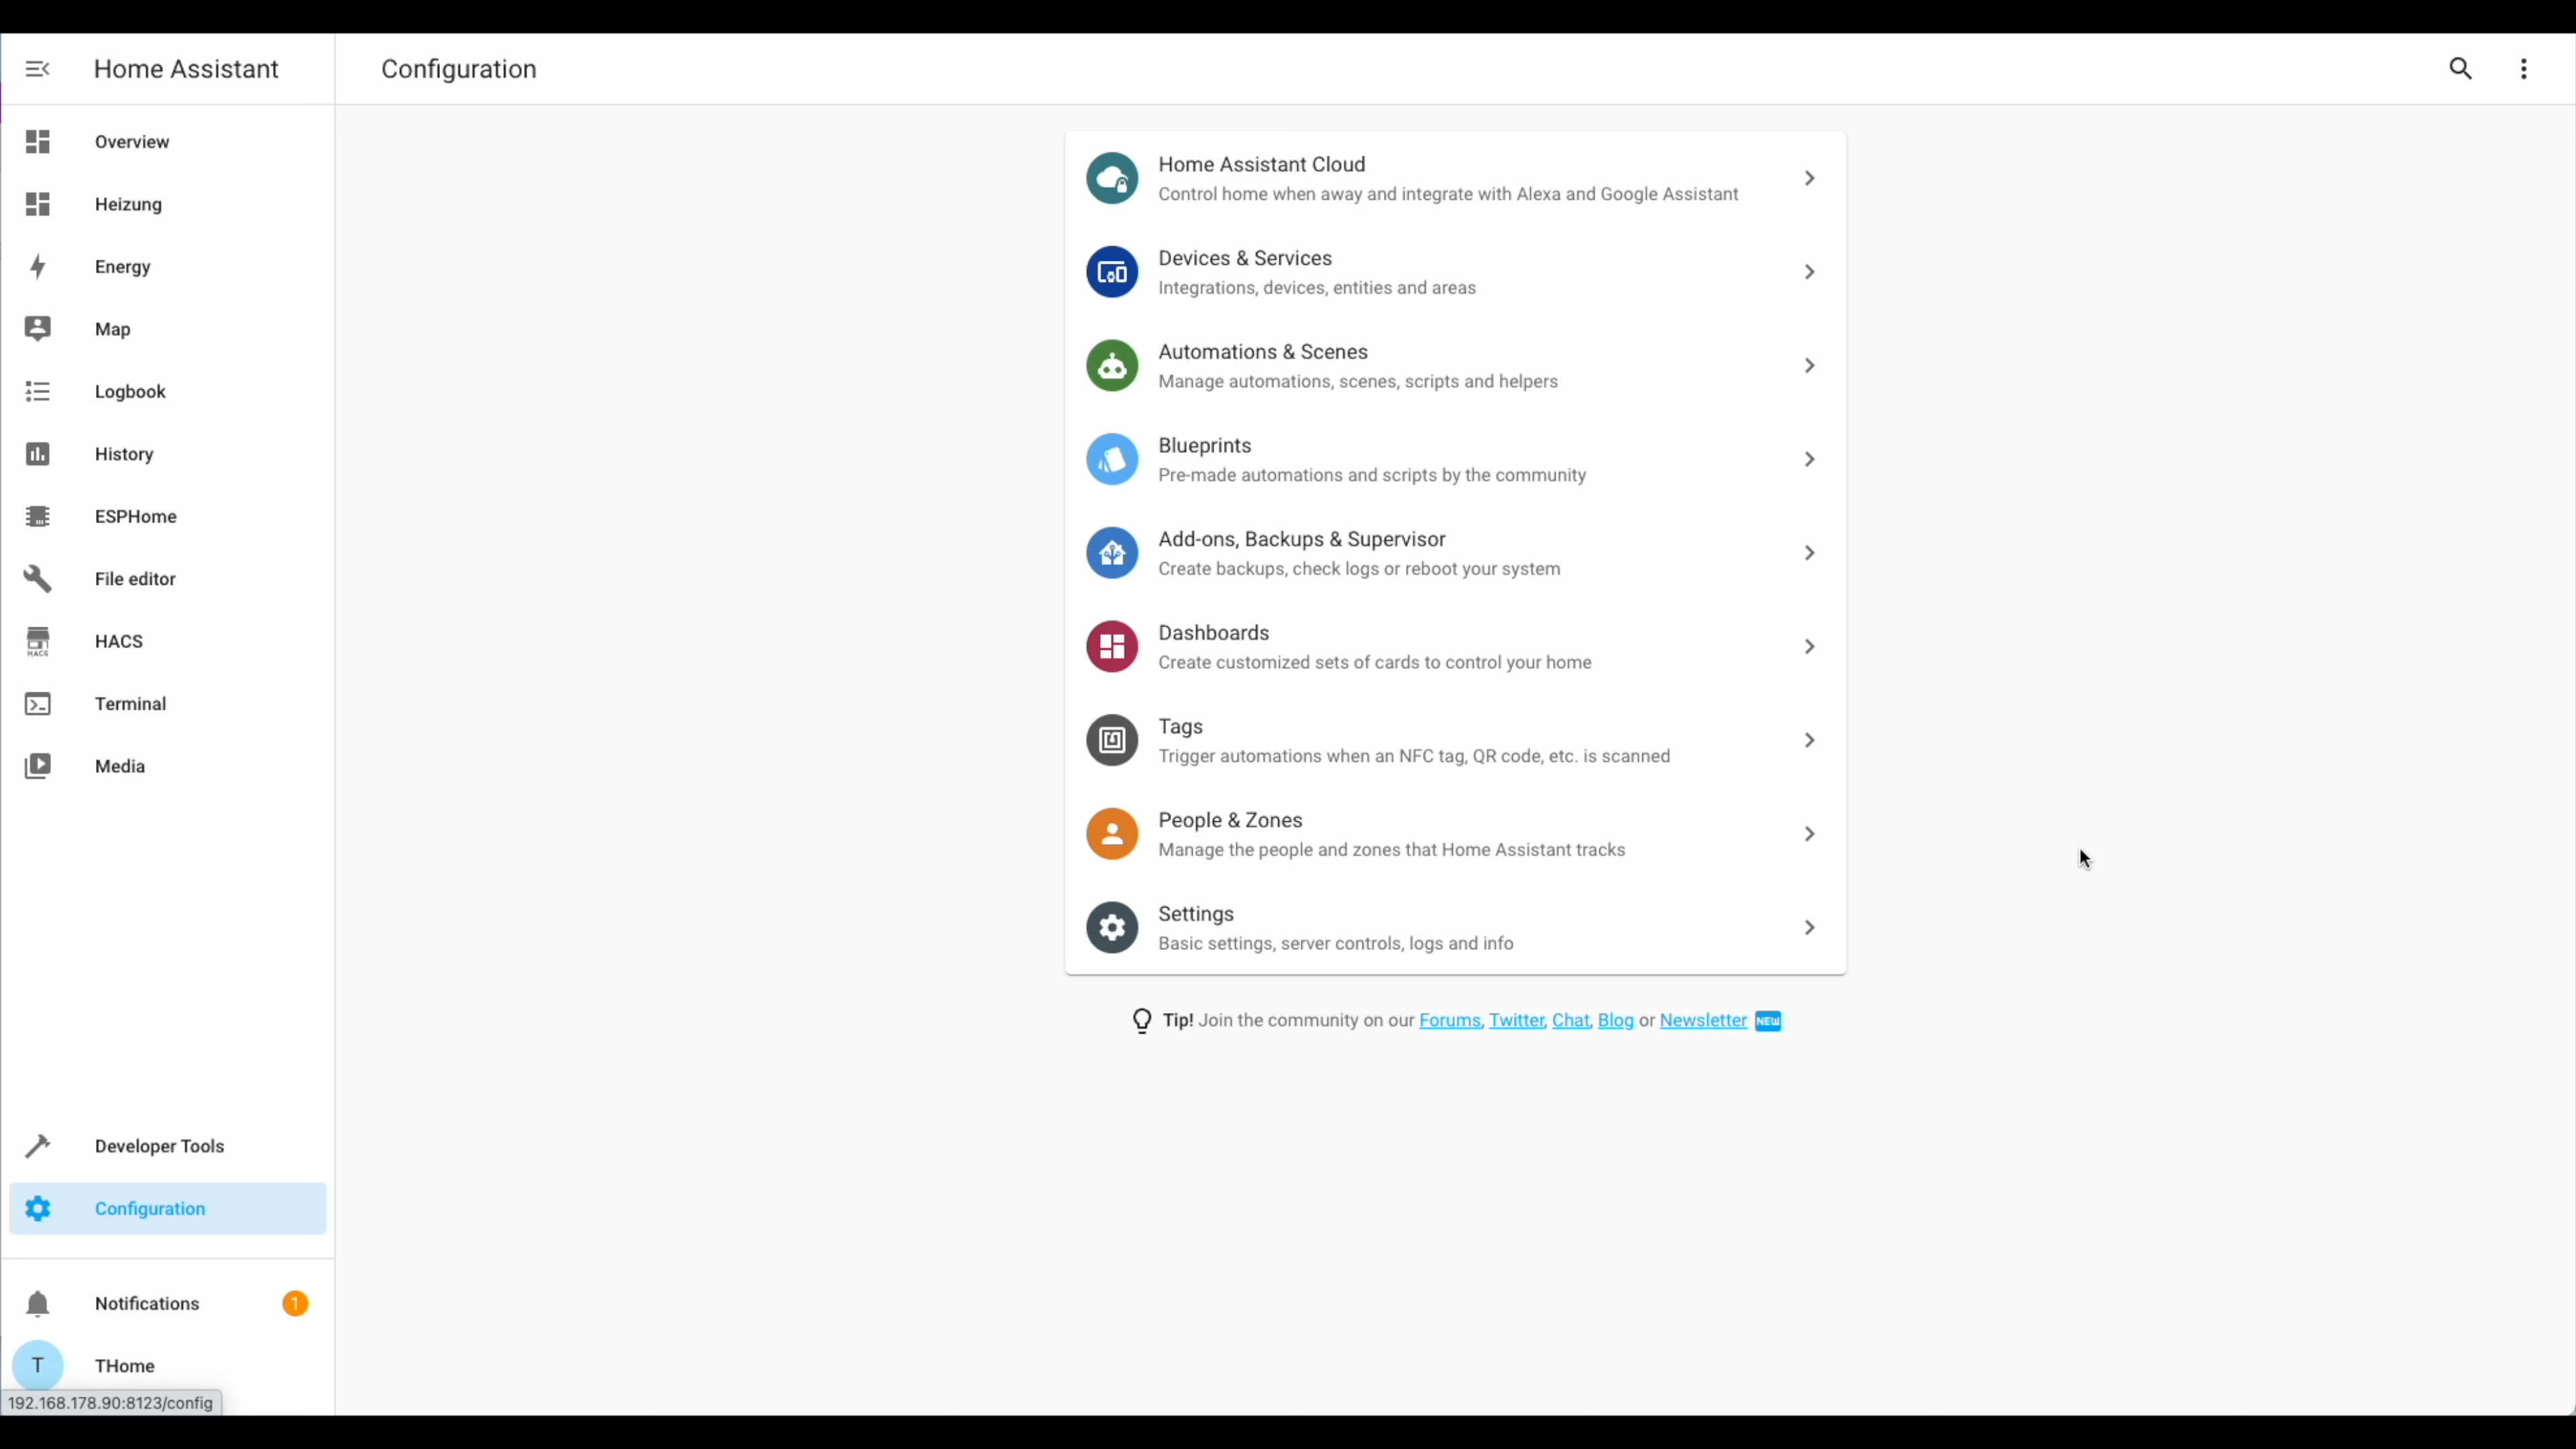 Home Assistant
Configuration
Overview
Heizung
Energy
Map
Logbook
History
ESPHome
File editor
HACS
HACS
Terminal
Media
Developer Tools
Configuration
Notifications 1
T THome
192.168.178.90:8123/config
Home Assistant Cloud
Control home when away and integrate with Alexa and Google Assistant
Devices & Services
Integrations, devices, entities and areas
Automations & Scenes
Manage automations, scenes, scripts and helpers
Blueprints
Pre-made automations and scripts by the community
Add-ons, Backups & Supervisor
Create backups, check logs or reboot your system
Dashboards
Create customized sets of cards to control your home
Tags
Trigger automations when an NFC tag, QR code, etc. is scanned
People & Zones
Manage the people and zones that Home Assistant tracks
Settings
Basic settings, server controls, logs and info
Tip! Join the community on our Forums, Twitter, Chat, Blog or Newsletter NEW